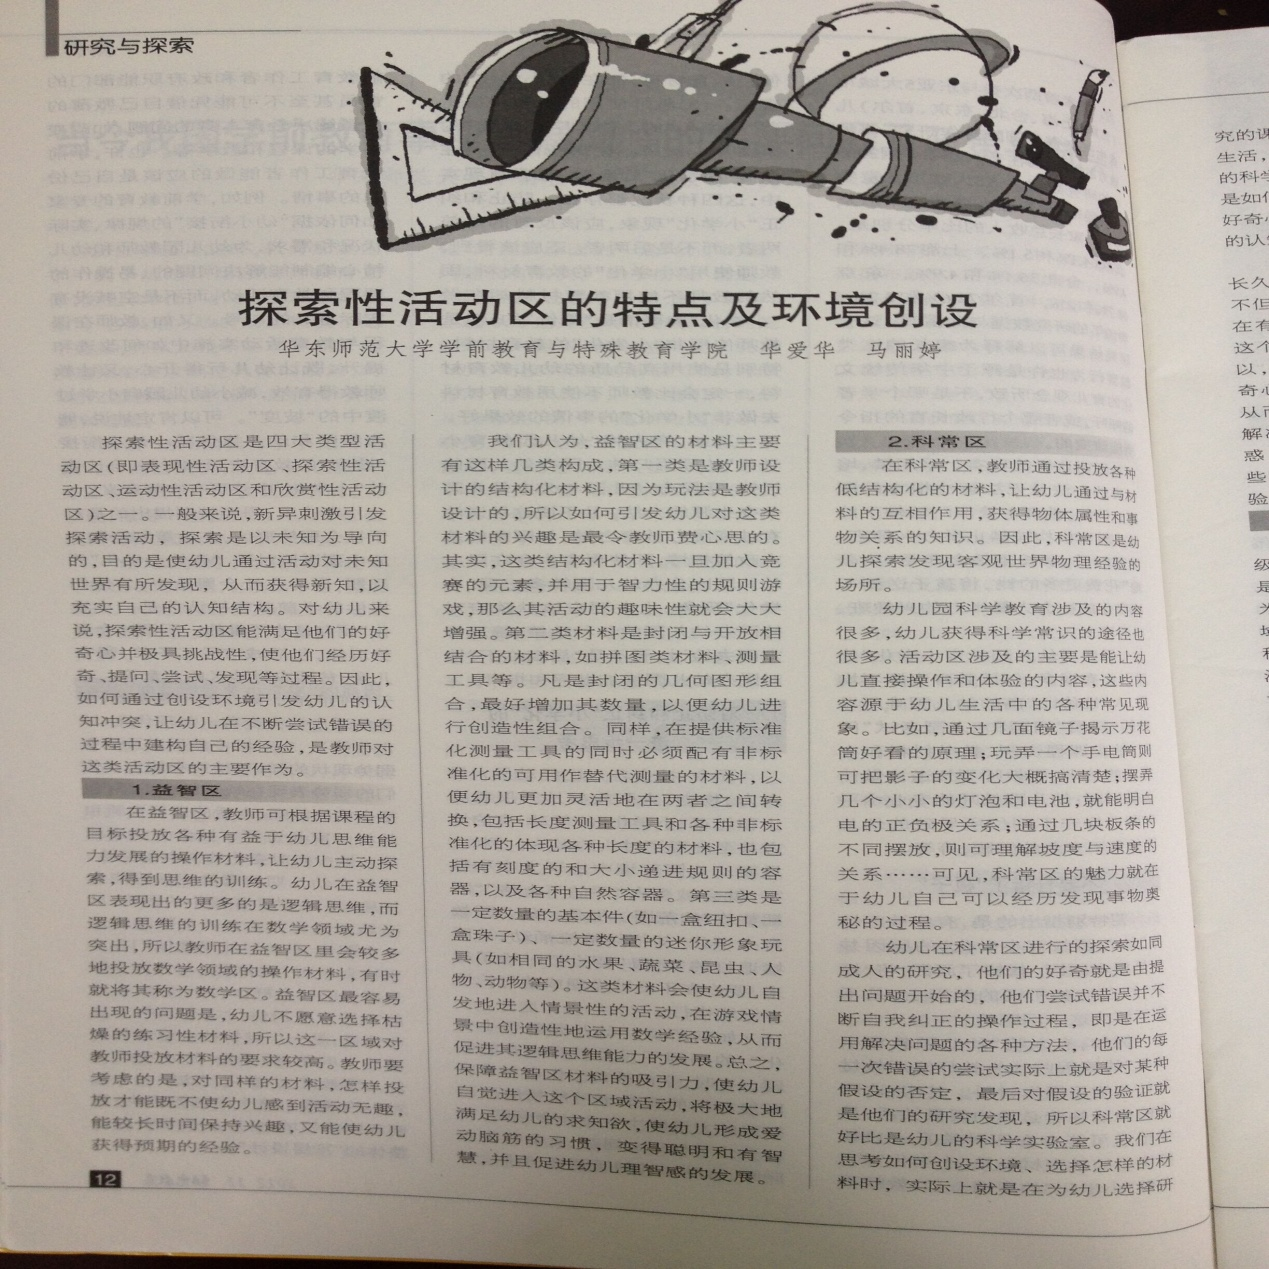 研究与探索
探索性活动区的特点及环境创设
华东师范大学学前教育与特殊教育学院 华爱华 马丽婷
探索性活动区是四大类型活
动区(即表现性活动区、探索性活
动区、运动性活动区和欣赏性活动
区)之一。一般来说,新异刺激引发
探索活动，探索是以未知为导向
的,目的是使幼儿通过活动对未知
世界有所发现，从而获得新知,以
充实自己的认知结构。对幼儿来
说,探索性活动区能满足他们的好
奇心并极具挑战性,使他们经历好
奇、提问、尝试、发现等过程。因此,
如何通过创设环境引发幼儿的认
知冲突,让幼儿在不断尝试错误的
过程中建构自己的经验,是教师对
这类活动区的主要作为。
1.益智区
在益智区,教师可根据课程的
目标投放各种有益于幼儿思维能
力发展的操作材料,让幼儿主动探
索,得到思维的训练。幼儿在益智
区表现出的更多的是逻辑思维,而
逻辑思维的训练在数学领域尤为
突出,所以教师在益智区里会较多
地投放数学领域的操作材料,有时
就将其称为数学区。益智区最容易
出现的问题是,幼儿不愿意选择枯
燥的练习性材料,所以这一区域对
教师投放材料的要求较高。教师要
考虑的是,对同样的材料,怎样投
放才能既不使幼儿感到活动无趣,
能较长时间保持兴趣,又能使幼儿
获得预期的经验。
我们认为,益智区的材料主要
有这样几类构成,第一类是教师设
计的结构化材料,因为玩法是教师
设计的,所以如何引发幼儿对这类
材料的兴趣是最令教师费心思的。
其实,这类结构化材料一旦加入竞
赛的元素,并用于智力性的规则游
戏,那么其活动的趣味性就会大大
增强。第二类材料是封闭与开放相
结合的材料,如拼图类材料、测量
工具等。凡是封闭的几何图形组
合,最好增加其数量,以便幼儿进
行创造性组合。同样,在提供标准
化测量工具的同时必须配有非标
准化的可用作替代测量的材料,以
便幼儿更加灵活地在两者之间转
换,包括长度测量工具和各种非标
准化的体现各种长度的材料,也包
括有刻度的和大小递进规则的容
器,以及各种自然容器。第三类是
一定数量的基本件(如一盒纽扣、一
盒珠子)、一定数量的迷你形象玩
具(如相同的水果、蔬菜、昆虫、人
物、动物等)。这类材料会使幼儿自
发地进入情景性的活动,在游戏情
景中创造性地运用数学经验,从而
促进其逻辑思维能力的发展。总之,
保障益智区材料的吸引力,使幼儿
自觉进入这个区域活动,将极大地
满足幼儿的求知欲,使幼儿形成爱
动脑筋的习惯，变得聪明和有智
慧,并且促进幼儿理智感的发展。
2.科常区
在科常区,教师通过投放各种
低结构化的材料,让幼儿通过与材
料的互相作用,获得物体属性和事
物关系的知识。因此,科常区是幼
儿探索发现客观世界物理经验的
场所。
幼儿园科学教育涉及的内容
很多,幼儿获得科学常识的途径也
很多。活动区涉及的主要是能让幼
儿直接操作和体验的内容,这些内
容源于幼儿生活中的各种常见现
象。比如,通过几面镜子揭示万花
筒好看的原理;玩弄一个手电筒则
可把影子的变化大概搞清楚;摆弄
几个小小的灯泡和电池,就能明白
电的正负极关系;通过几块板条的
不同摆放,则可理解坡度与速度的
关系……可见,科常区的魅力就在
于幼儿自己可以经历发现事物奥
秘的过程。
幼儿在科常区进行的探索如同
成人的研究，他们的好奇就是由提
出问题开始的，他们尝试错误并不
断自我纠正的操作过程，即是在运
用解决问题的各种方法，他们的每
一次错误的尝试实际上就是对某种
假设的否定，最后对假设的验证就
是他们的研究发现，所以科常区就
好比是幼儿的科学实验室。我们在
思考如何创设环境、选择怎样的材
料时，实际上就是在为幼儿选择研
12
究的课
生活,
的科学
是如何
好奇心
的认
长久
不但
在有
这个
以,
奇心
从而
解决
惑
些
验
级
是